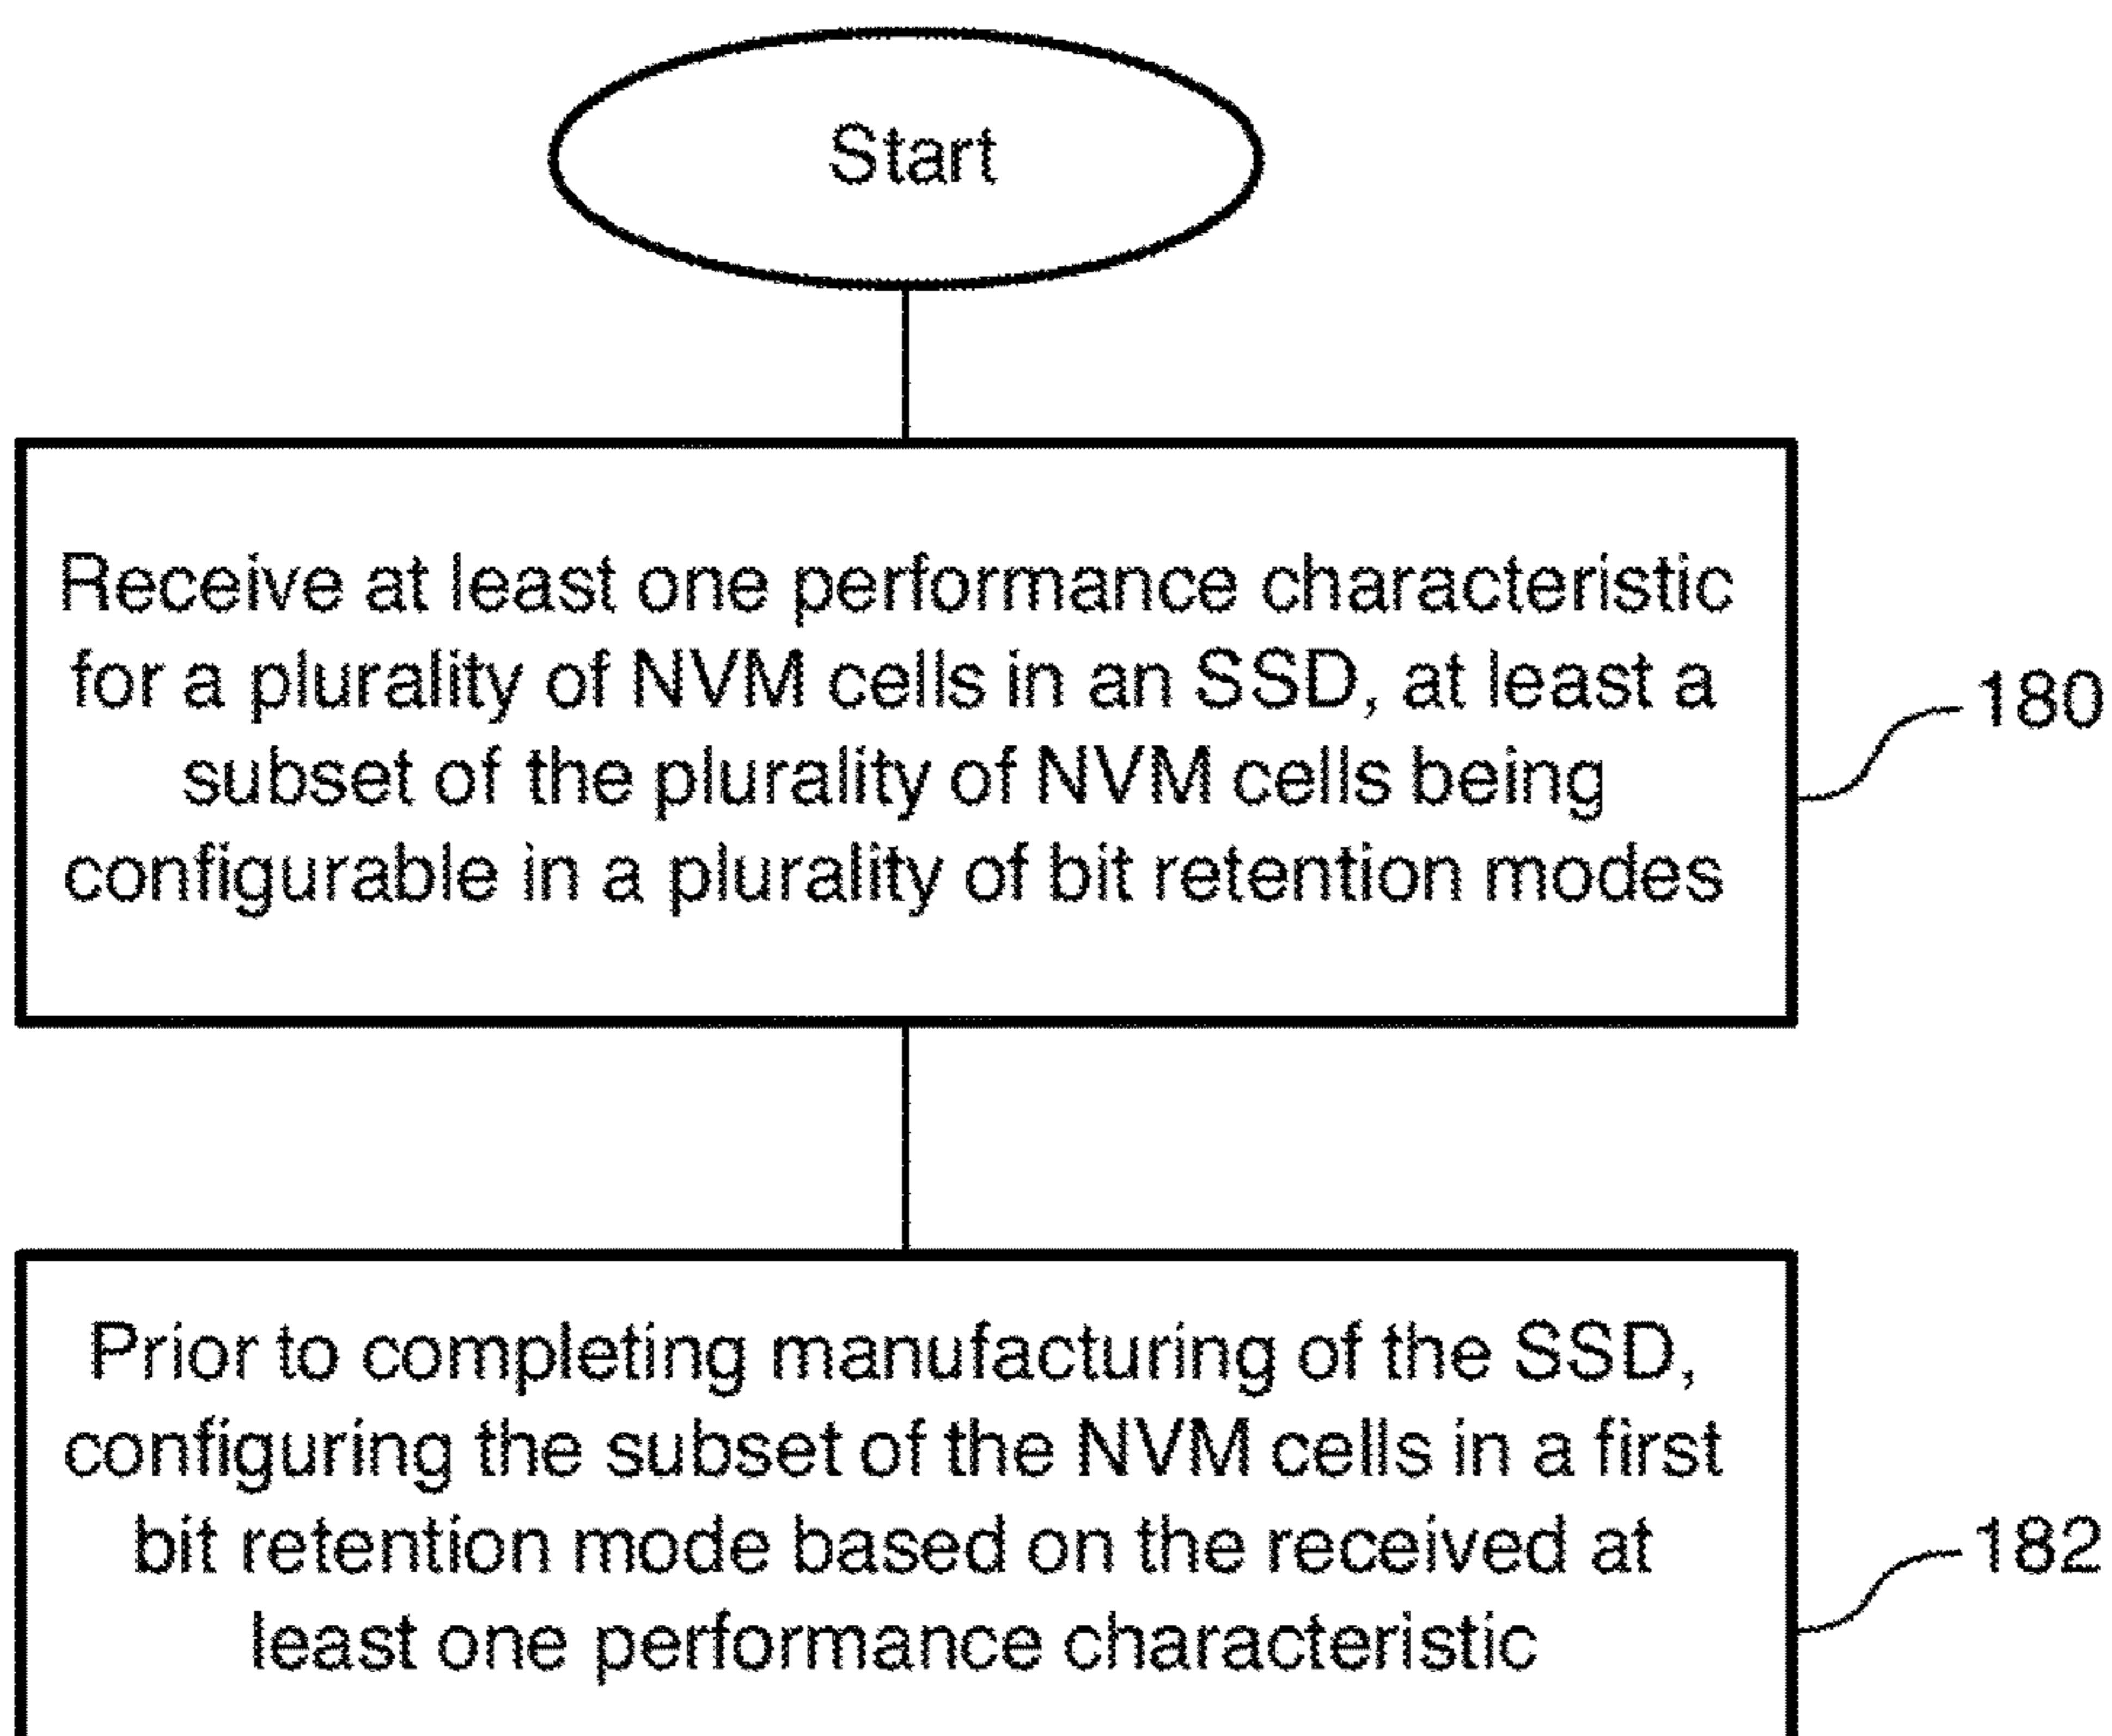 Start
Receive at least one performance characteristic
for a plurality of NVM cells in an SSD, at least a
subset of the plurality of NVM cells being
configurable in a plurality of bit retention modes
180
Prior to completing manufacturing of the SSD,
configuring the subset of the NVM cells in a first
bit retention mode based on the received at
least one performance characteristic
182